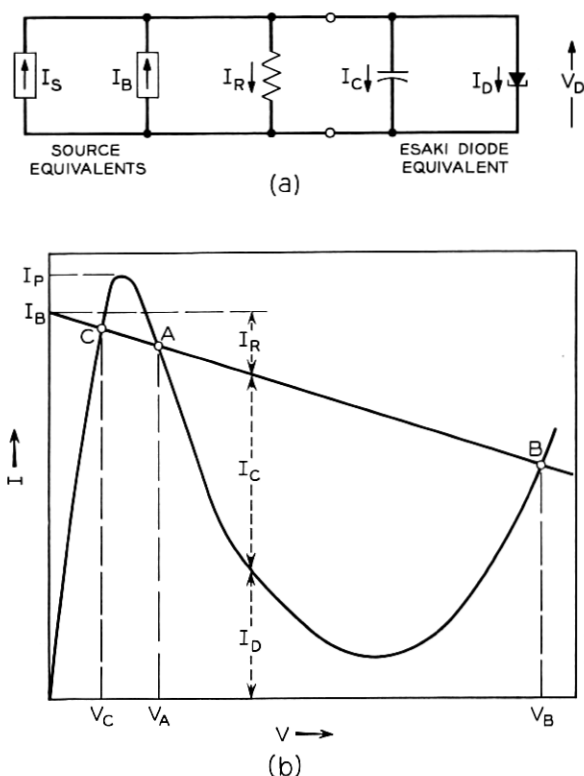 I_S I_B I_R I_C I_D V_D
SOURCE EQUIVALENTS
ESAKI DIODE EQUIVALENT
(a)
I_P
I_B
C A
I_R
I_C
B
I
I_D
V_C V_A V V_B
(b)